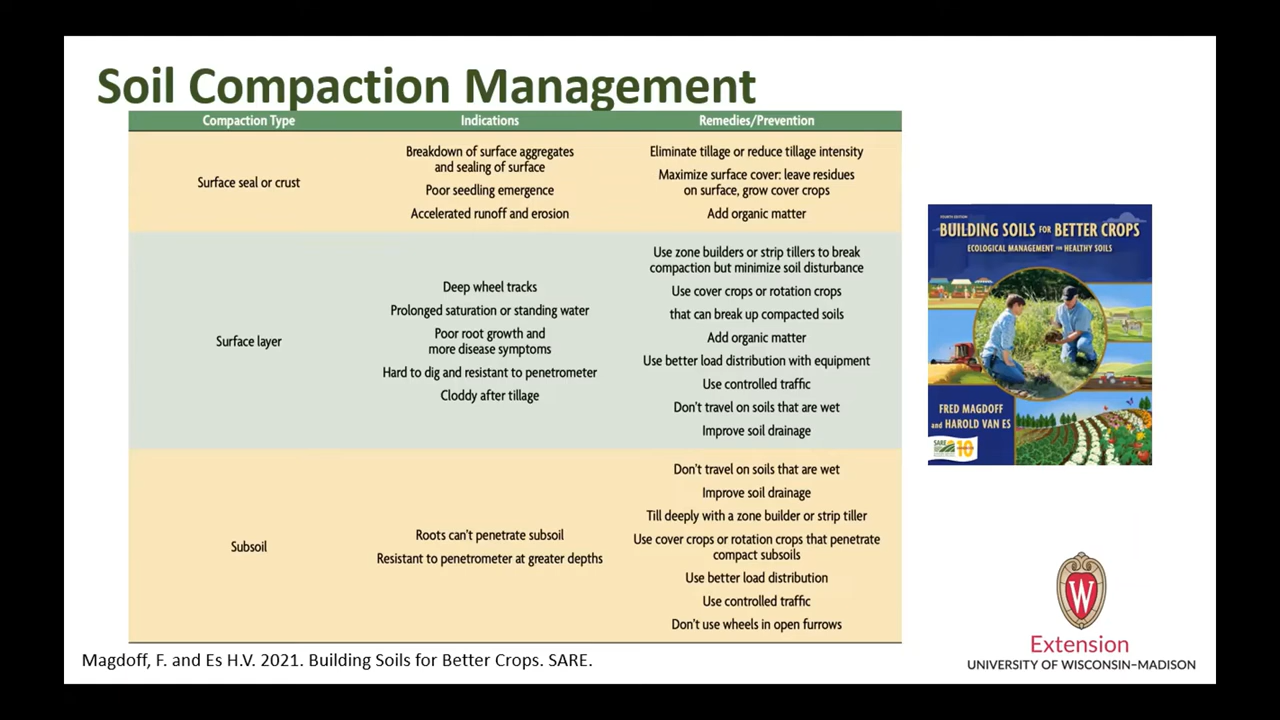 Soil Compaction Management
Compaction Type Indications Remedies/Prevention
Surface seal or crust
Breakdown of surface aggregates
and sealing of surface
Poor seedling emergence
Accelerated runoff and erosion
Eliminate tillage or reduce tillage intensity
Maximize surface cover: leave residues
on surface, grow cover crops
Add organic matter
Surface layer
Deep wheel tracks
Prolonged saturation or standing water
Poor root growth and
more disease symptoms
Hard to dig and resistant to penetrometer
Cloddy after tillage
Use zone builders or strip tillers to break
compaction but minimize soil disturbance
Use cover crops or rotation crops
that can break up compacted soils
Add organic matter
Use better load distribution with equipment
Use controlled traffic
Don't travel on soils that are wet
Improve soil drainage
Subsoil
Roots can't penetrate subsoil
Resistant to penetrometer at greater depths
Don't travel on soils that are wet
Improve soil drainage
Till deeply with a zone builder or strip tiller
Use cover crops or rotation crops that penetrate
compact subsoils
Use better load distribution
Use controlled traffic
Don't use wheels in open furrows
Magdoff, F. and Es H.V. 2021. Building Soils for Better Crops. SARE.
FOURTH EDITION
BUILDING SOILS FOR BETTER CROPS
ECOLOGICAL MANAGEMENT FOR HEALTHY SOILS
FRED MAGDOFF
and HAROLD VAN ES
SARE
10
W
Extension
UNIVERSITY OF WISCONSIN–MADISON